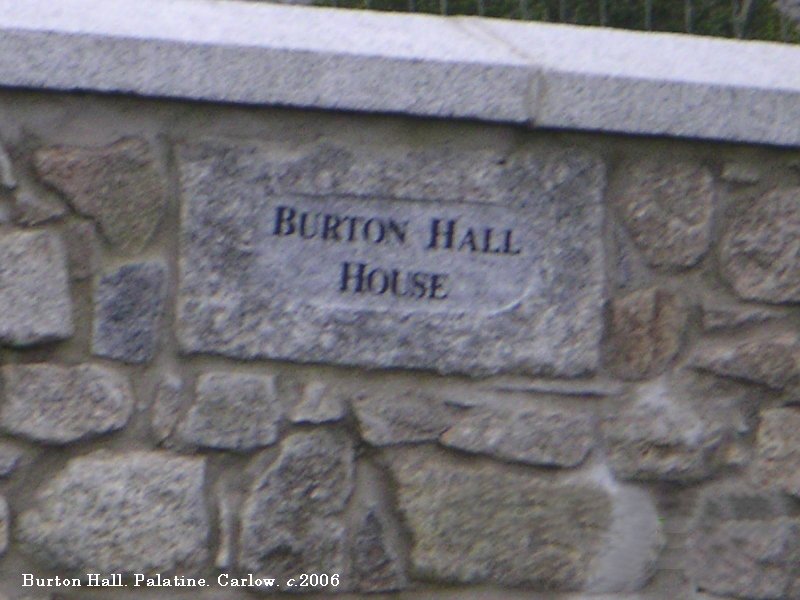 BURTON HALL
HOUSE
Burton Hall. Palatine. Carlow. c.2006